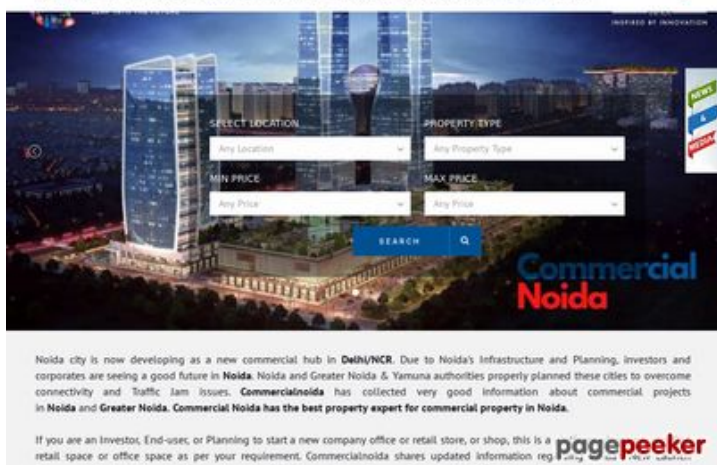 INSPIRED BY INNOVATION
NEWS
&
MEDIA
SELECT LOCATION
PROPERTY TYPE
Any Location
Any Property Type
MIN PRICE
MAX PRICE
Any Price
Any Price
SEARCH
Commercial
Noida
Noida city is now developing as a new commercial hub in Delhi/NCR. Due to Noida's Infrastructure and Planning, investors and
corporates are seeing a good future in Noida. Noida and Greater Noida & Yamuna authorities properly planned these cities to overcome
connectivity and Traffic Jam issues. Commercialnoida has collected very good information about commercial projects
in Noida and Greater Noida. Commercial Noida has the best property expert for commercial property in Noida.
If you are an Investor, End-user, or Planning to start a new company office or retail store, or shop, this is a
pagepeeker
retail space or office space as per your requirement. Commercialnoida shares updated information